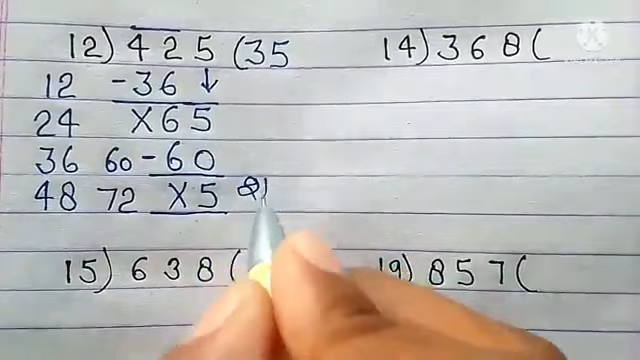 12) 425 (35
12 -36 ↓
24 X65
36 60 -60
48 72 X5
14) 368 (
15) 638 (
19) 857 (